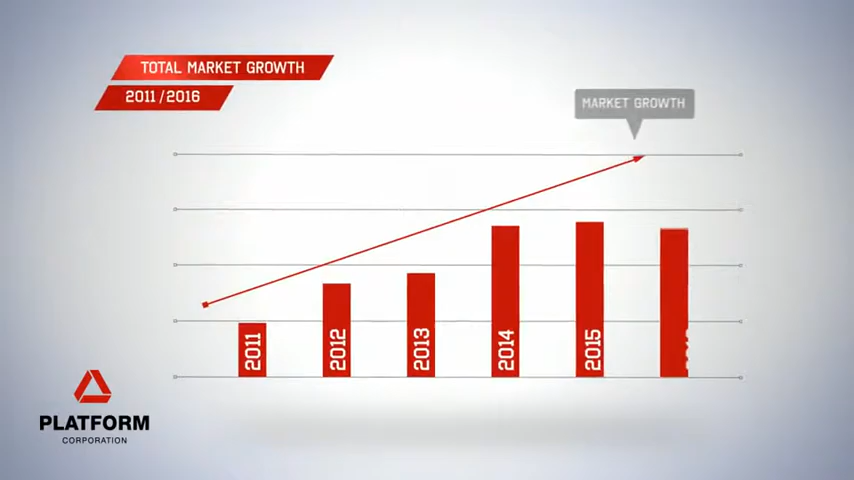 TOTAL MARKET GROWTH
2011/2016
MARKET GROWTH
2011
2012
2013
2014
2015
PLATFORM
CORPORATION